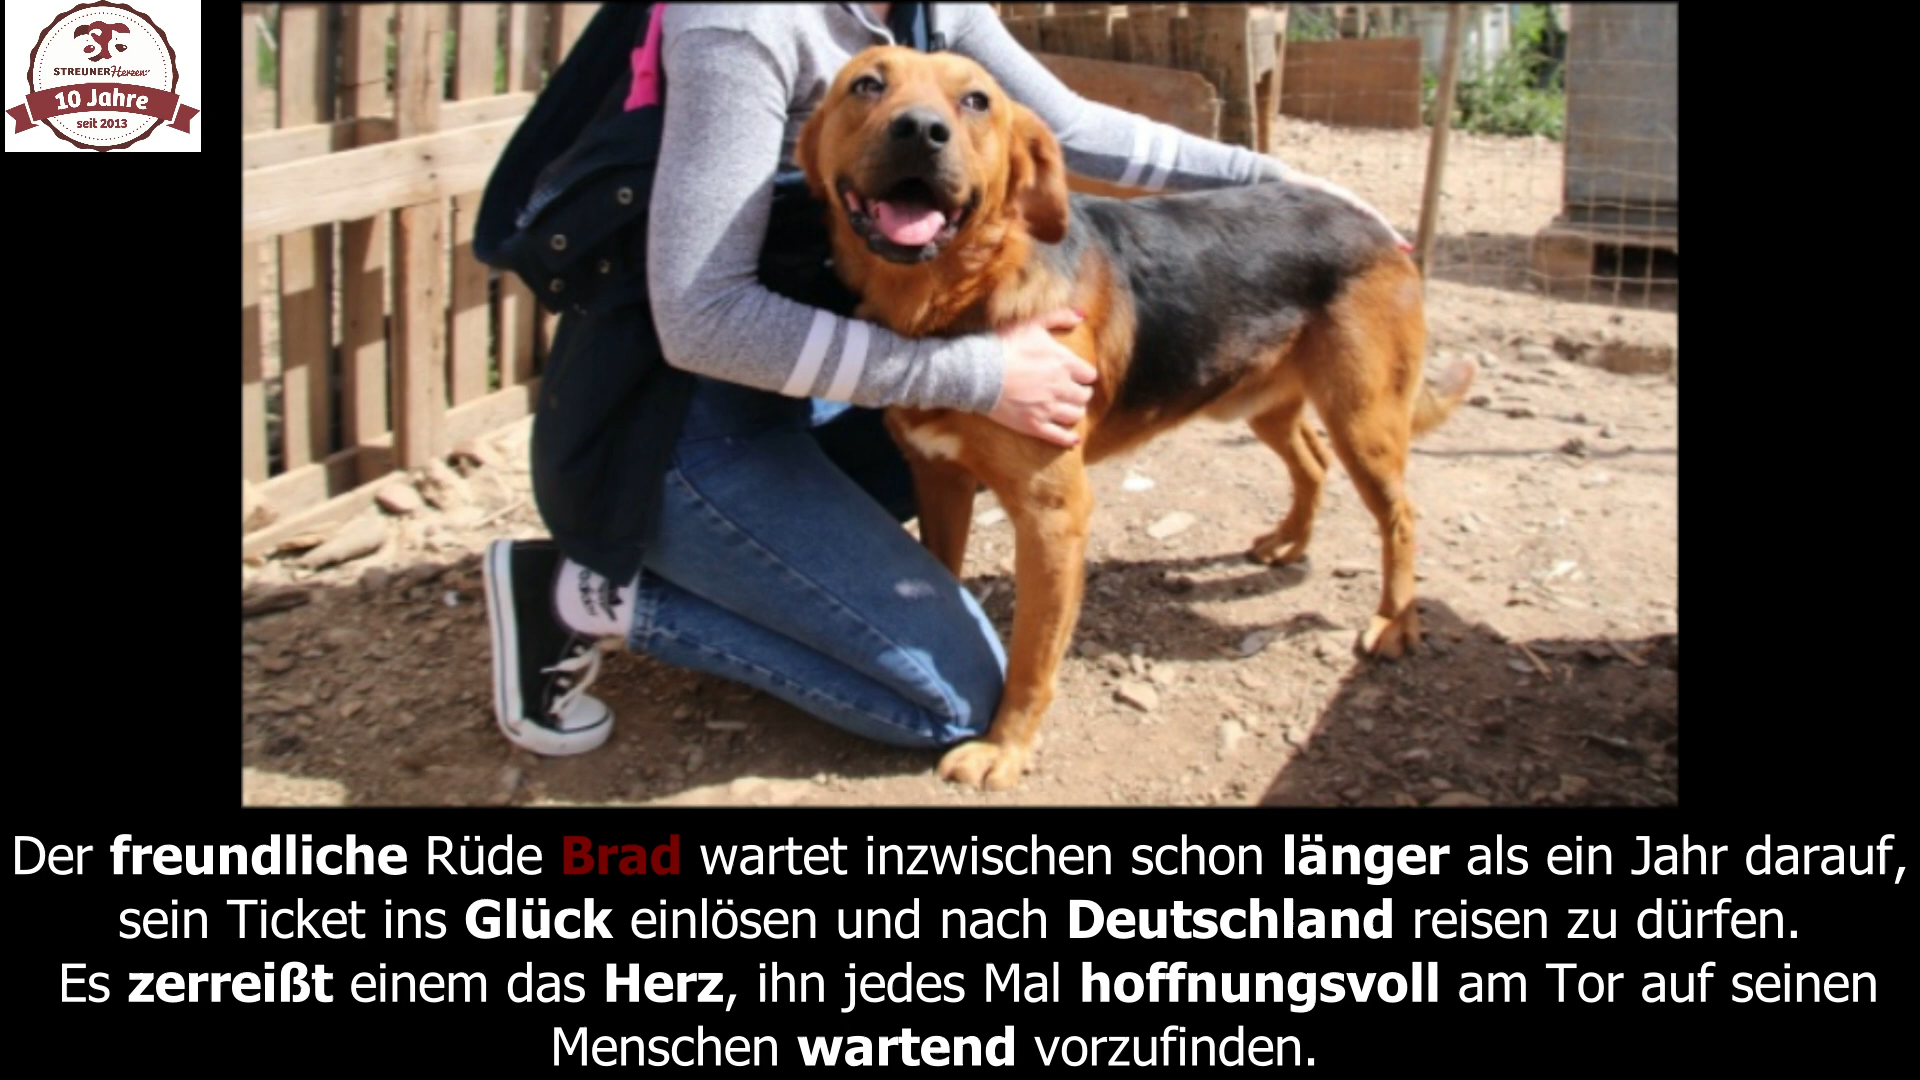 STREUNERHerzen
10 Jahre
seit 2013
Der freundliche Rüde Brad wartet inzwischen schon länger als ein Jahr darauf,
sein Ticket ins Glück einlösen und nach Deutschland reisen zu dürfen.
Es zerreißt einem das Herz, ihn jedes Mal hoffnungsvoll am Tor auf seinen
Menschen wartend vorzufinden.